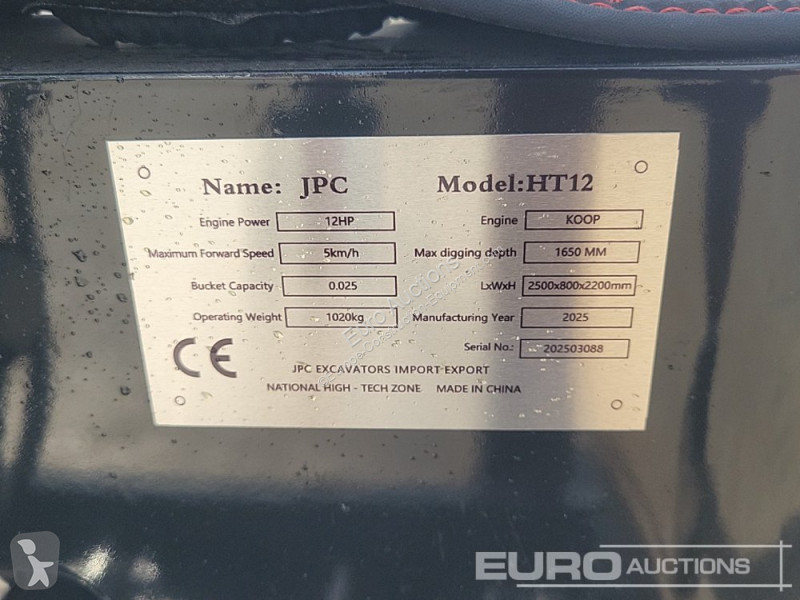 Name: JPC Model:HT12
Engine Power 12HP Engine KOOP
Maximum Forward Speed 5km/h Max digging depth 1650 MM
Bucket Capacity 0.025 LxWxH 2500x800x2200mm
Operating Weight 1020kg Manufacturing Year 2025
Serial No.: 202503088
CE
JPC EXCAVATORS IMPORT EXPORT
NATIONAL HIGH - TECH ZONE MADE IN CHINA
Euro Auctions
EURO AUCTIONS